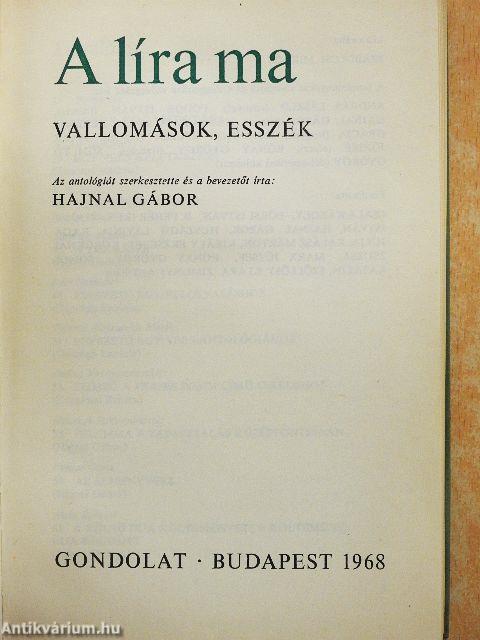 A líra ma
VALLOMÁSOK, ESSZÉK
Az antológiát szerkesztette és a bevezetőt írta:
HAJNAL GÁBOR
GONDOLAT · BUDAPEST 1968
Antikvárium.hu